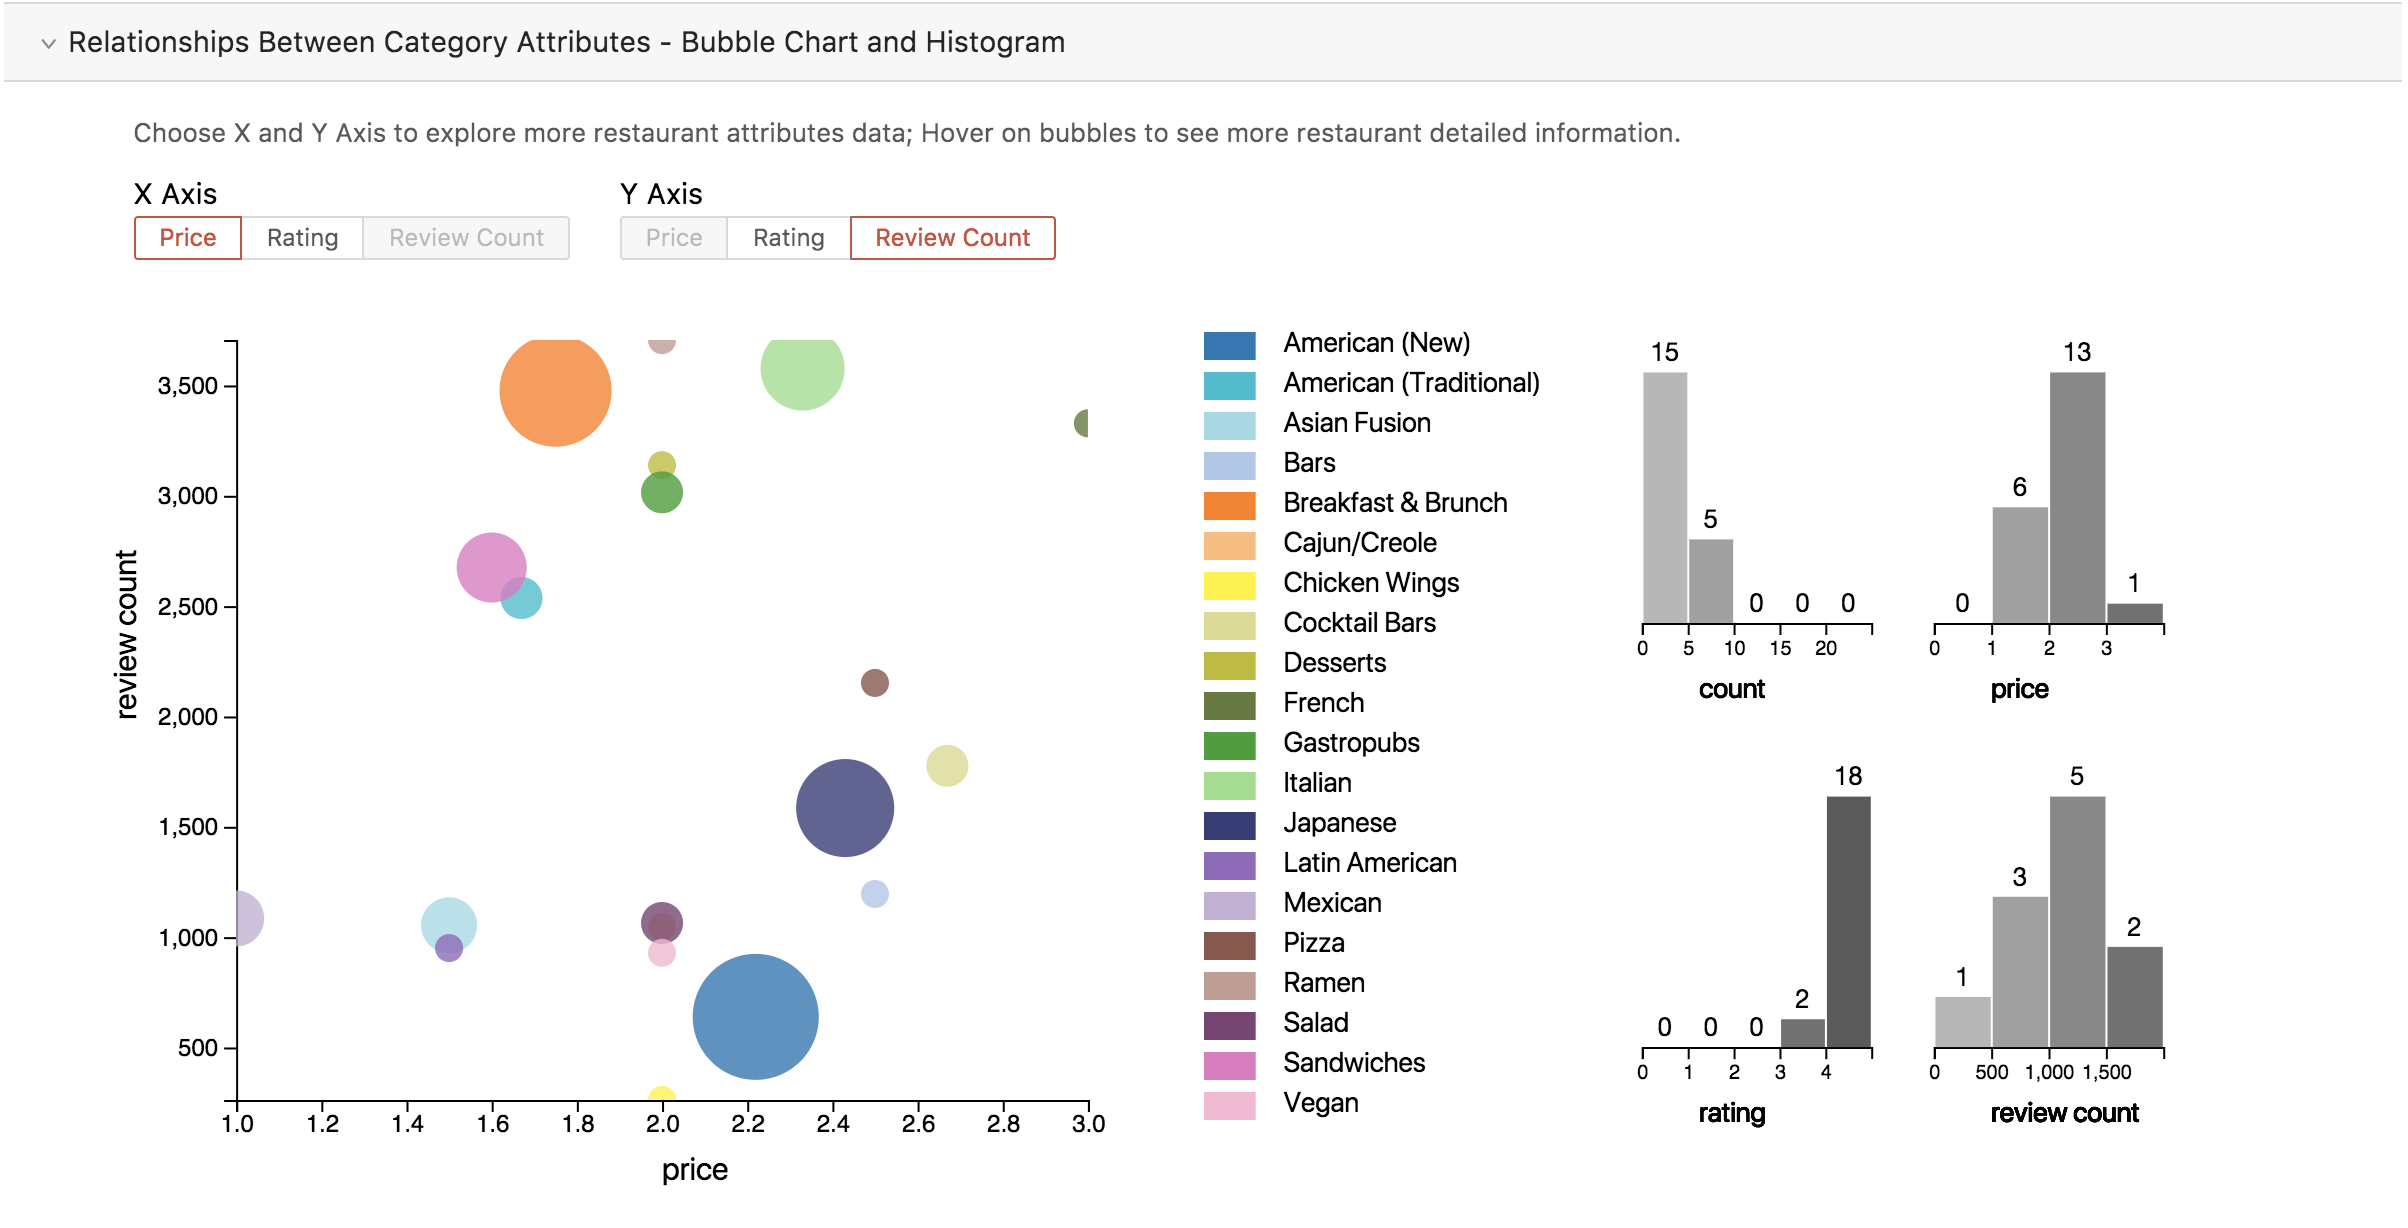 Relationships Between Category Attributes - Bubble Chart and Histogram
Choose X and Y Axis to explore more restaurant attributes data; Hover on bubbles to see more restaurant detailed information.
X Axis
Price Rating Review Count
Y Axis
Price Rating Review Count
review count
3,500
3,000
2,500
2,000
1,500
1,000
500
1.0 1.2 1.4 1.6 1.8 2.0 2.2 2.4 2.6 2.8 3.0
price
American (New)
American (Traditional)
Asian Fusion
Bars
Breakfast & Brunch
Cajun/Creole
Chicken Wings
Cocktail Bars
Desserts
French
Gastropubs
Italian
Japanese
Latin American
Mexican
Pizza
Ramen
Salad
Sandwiches
Vegan
15 5 0 0 0
0 5 10 15 20
count
0 6 13 1
0 1 2 3
price
0 0 0 2 18
0 1 2 3 4
rating
1 3 5 2
0 500 1,000 1,500
review count